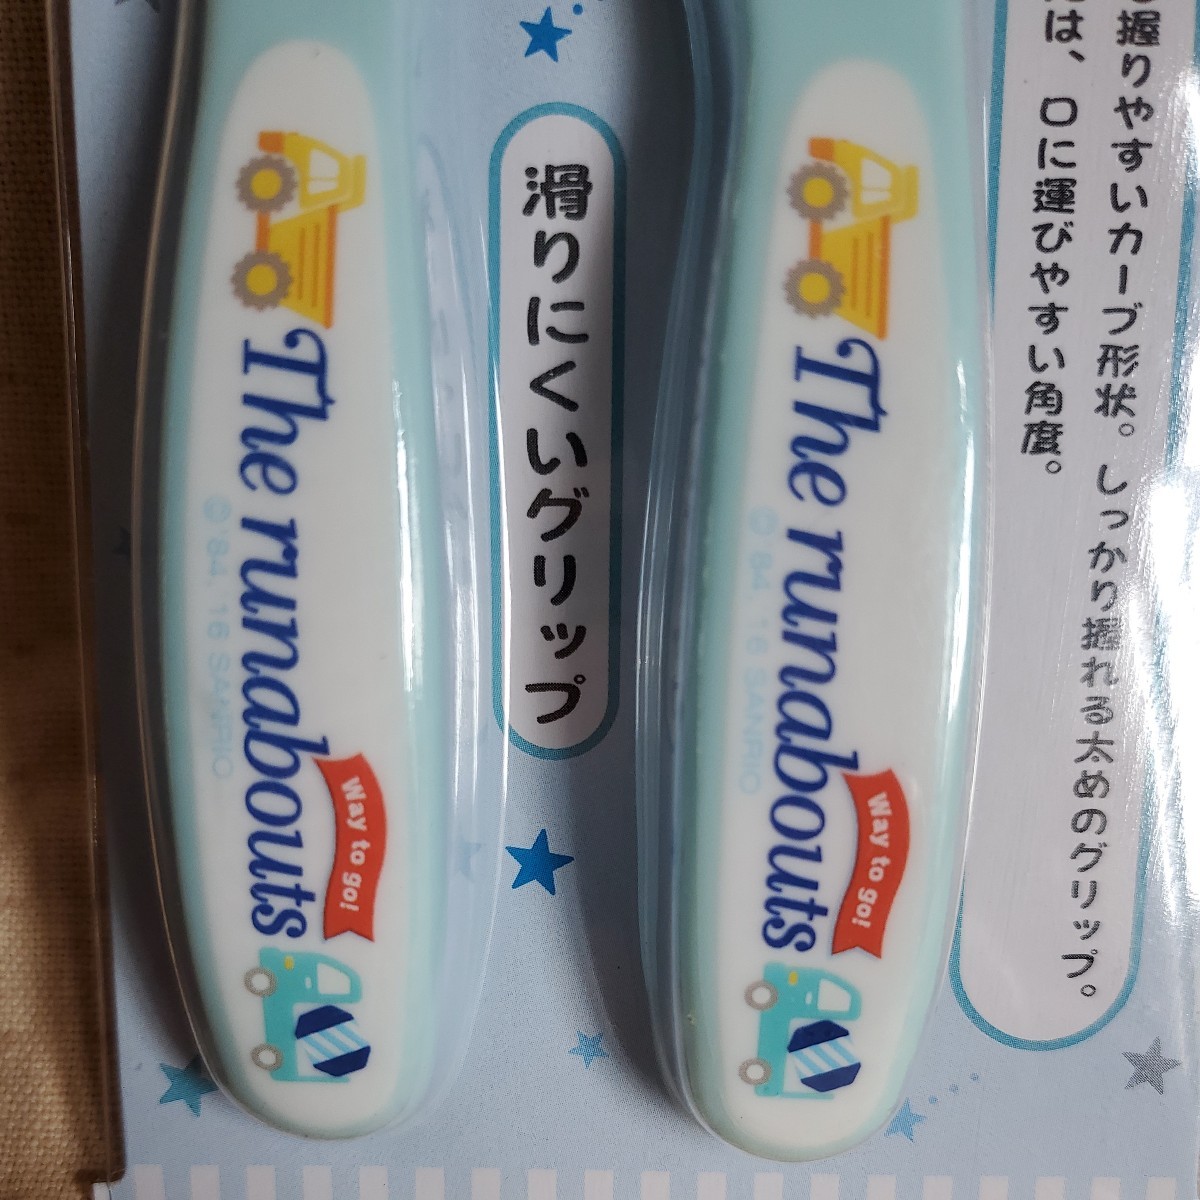 握りやすいカーブ形状。しっかり握れる太めのグリップ。
は、口に運びやすい角度。
滑りにくいグリップ
The runabouts
Way to go!
©'84, '16 SANRIO
The runabouts
Way to go!
©'84, '16 SANRIO